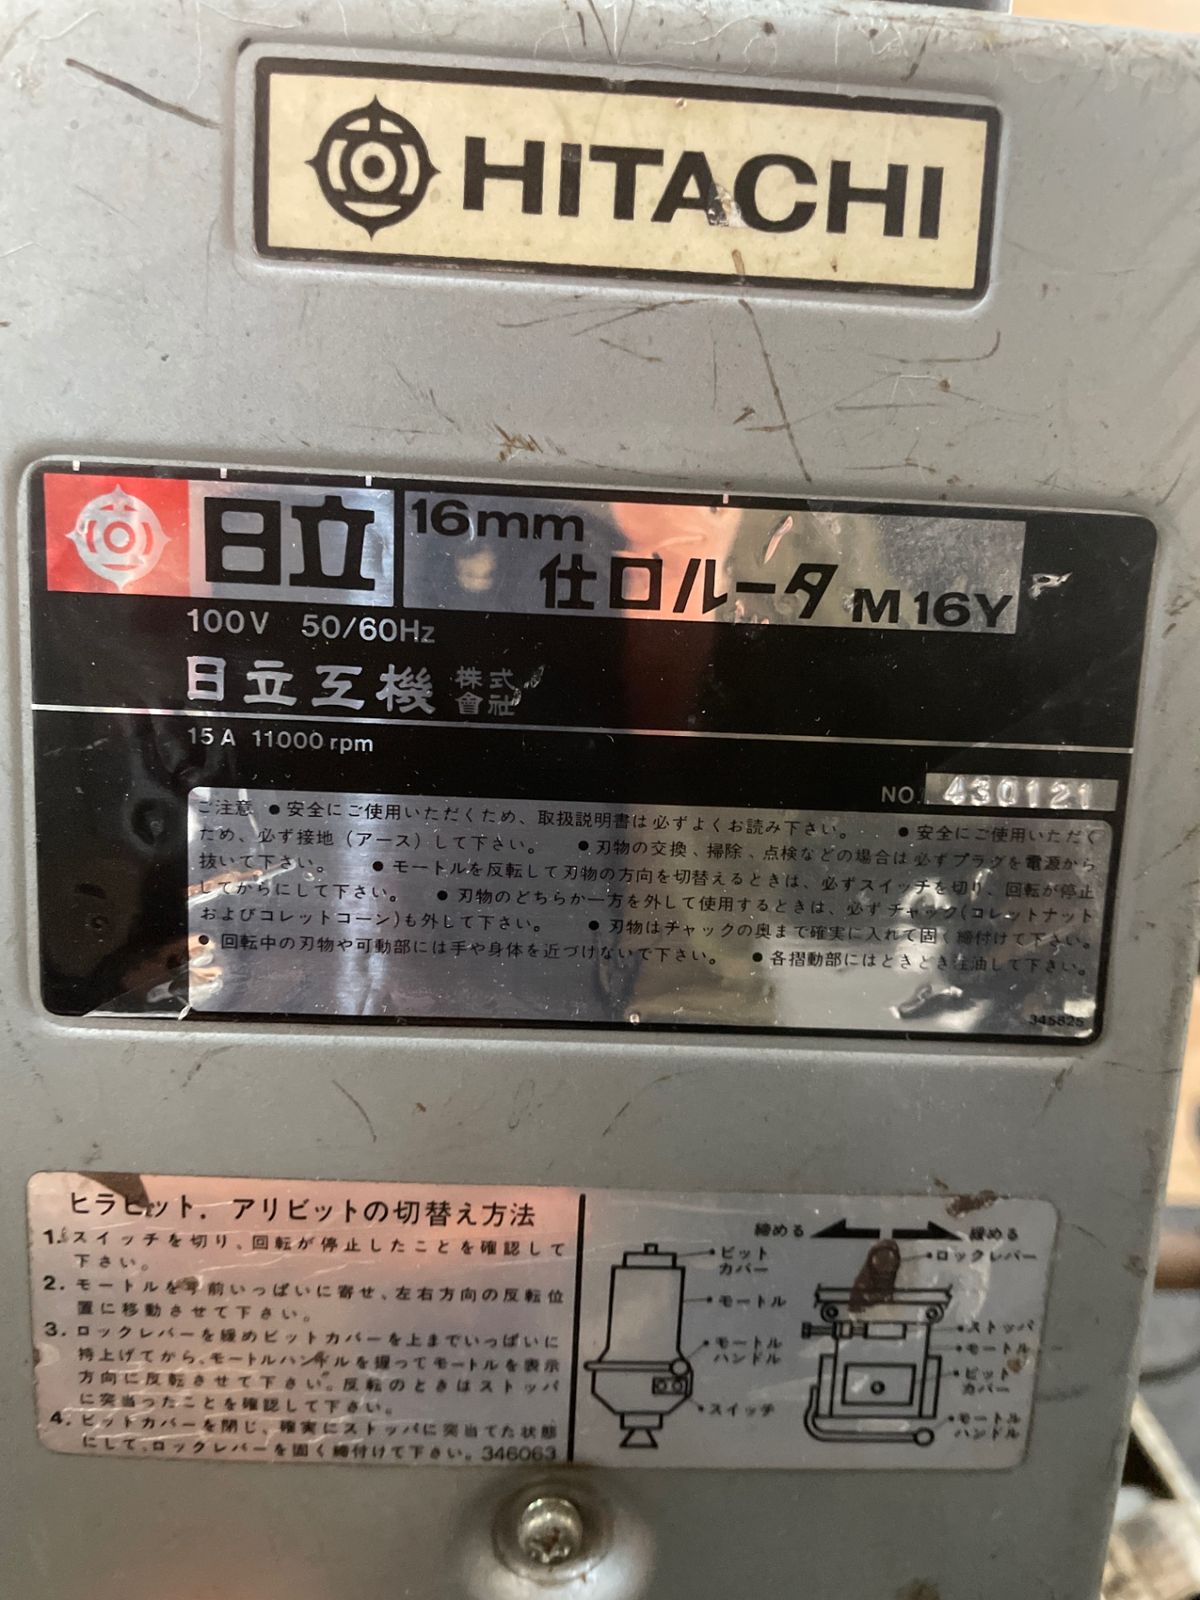 HITACHI
日立
16mm
仕口ルータ M16Y
100V 50/60Hz
日立工機 株式會社
15A 11000rpm
NO. 430121
ご注意 ●安全にご使用いただくため、取扱説明書は必ずよくお読み下さい。 ●安全にご使用いただく
ため、必ず接地（アース）して下さい。 ●刃物の交換、掃除、点検などの場合は必ずプラグを電源から
抜いて下さい。 ●モートルを反転して刃物の方向を切替えるときは、必ずスイッチを切り、回転が停止
してからにして下さい。 ●刃物のどちらか一方を外して使用するときは、必ずチャック(コレットナット
およびコレットコーン)も外して下さい。 ●刃物はチャックの奥まで確実に入れて固く締付けて下さい。
●回転中の刃物や可動部には手や身体を近づけないで下さい。 ●各摺動部にはときどき注油して下さい。
345825
ヒラビット，アリビットの切替え方法
1. スイッチを切り、回転が停止したことを確認して
下さい。
2. モートルを手前いっぱいに寄せ、左右方向の反転位
置に移動させて下さい。
3. ロックレバーを緩めビットカバーを上までいっぱいに
持上げてから、モートルハンドルを握ってモートルを表示
方向に反転させて下さい。反転のときはストッパ
に突当ったことを確認して下さい。
4. ビットカバーを閉じ、確実にストッパに突当てた状態
にして、ロックレバーを固く締付けて下さい。346063
ビット
カバー
モートル
モートル
ハンドル
スイッチ
締める
緩める
ロックレバー
ストッパ
モートル
ビット
カバー
モートル
ハンドル